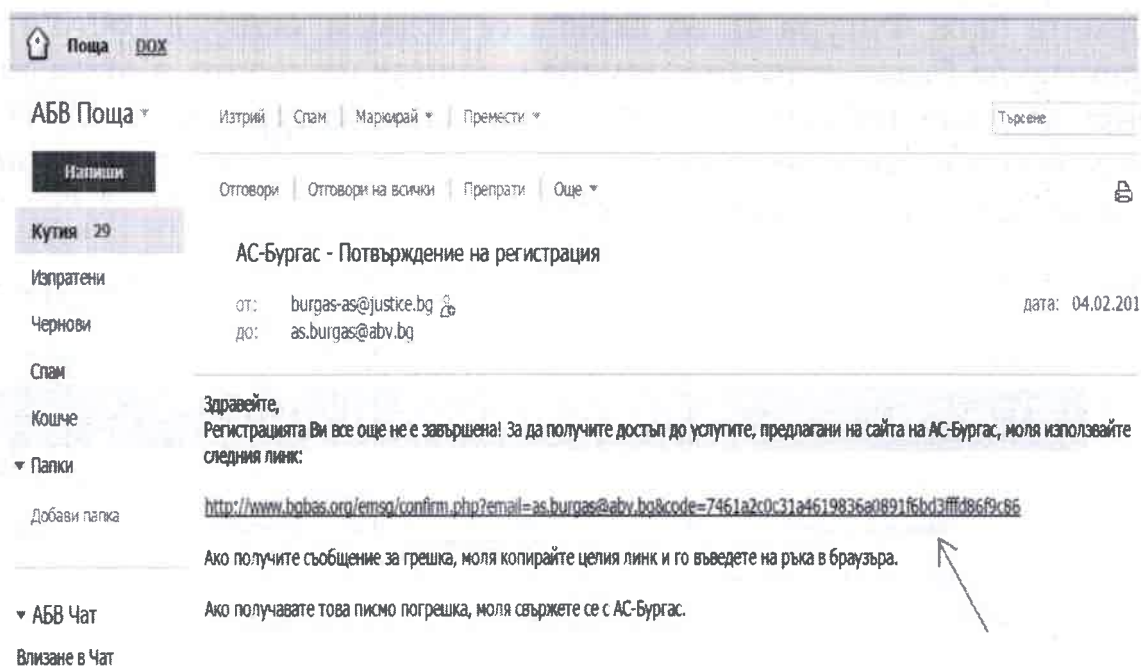 Поща DOX
АБВ Поща
Изтрий Спам Маркирай Премести
Търсене
Напиши
Отговори Отговори на всички Препрати Още
Кутия 29
Изпратени
Чернови
Спам
Кошче
Папки
Добави папка
АБВ Чат
Влизане в Чат
АС-Бургас - Потвърждение на регистрация
от: burgas-as@justice.bg
дата: 04.02.201
до: as.burgas@abv.bg
Здравейте,
Регистрацията Ви все още не е завършена! За да получите достъп до услугите, предлагани на сайта на АС-Бургас, моля използвайте
следния линк:
http://www.bgbas.org/emsg/confirm.php?email=as.burgas@abv.bg&code=7461a2c0c31a4619836a0891f6bd3fffd86f9c86
Ако получите съобщение за грешка, моля копирайте целия линк и го въведете на ръка в браузъра.
Ако получавате това писмо погрешка, моля свържете се с АС-Бургас.